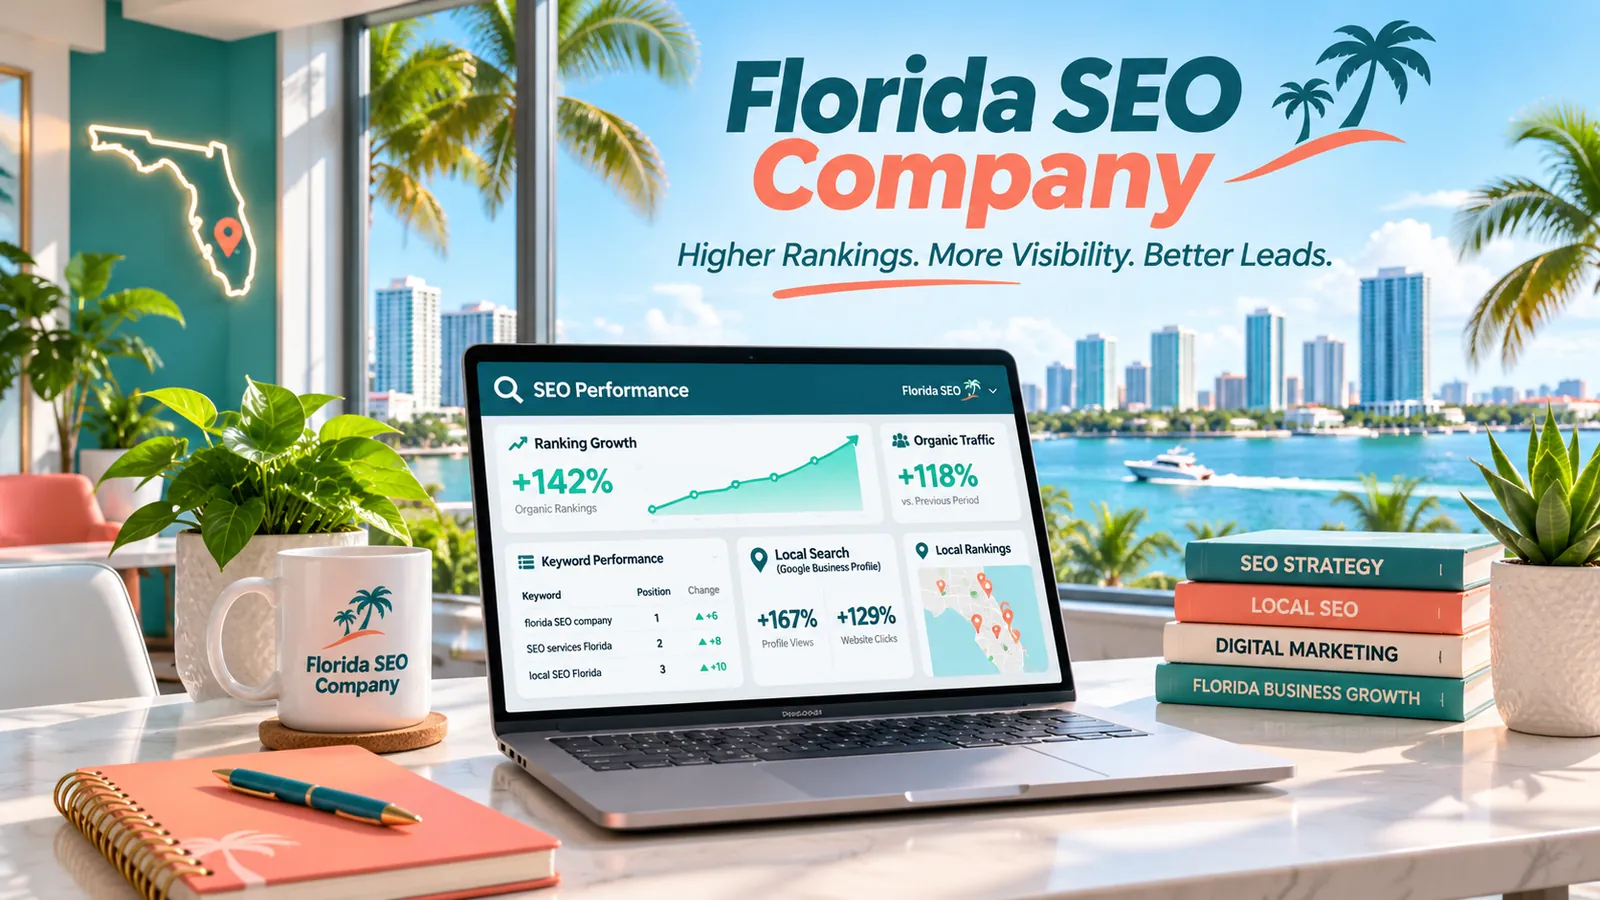 Florida SEO
Company
Higher Rankings. More Visibility. Better Leads.
SEO Performance
Florida SEO
Ranking Growth
+142%
Organic Rankings
Organic Traffic
+118%
vs. Previous Period
Keyword Performance
Keyword Position Change
florida SEO company 1 ▲ +6
SEO services Florida 2 ▲ +8
local SEO Florida 3 ▲ +10
Local Search
(Google Business Profile)
+167% +129%
Profile Views Website Clicks
Local Rankings
Florida SEO
Company
SEO STRATEGY
LOCAL SEO
DIGITAL MARKETING
FLORIDA BUSINESS GROWTH